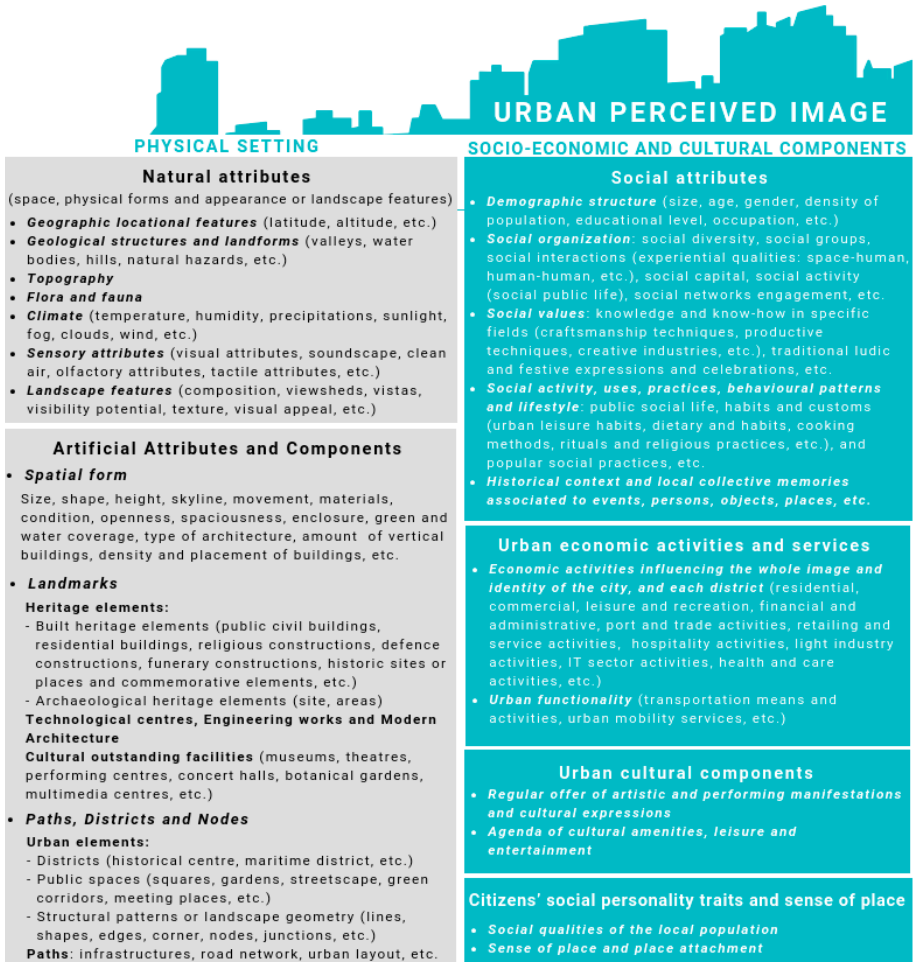 URBAN PERCEIVED IMAGE
PHYSICAL SETTING
Natural attributes
(space, physical forms and appearance or landscape features)
• Geographic locational features (latitude, altitude, etc.)
• Geological structures and landforms (valleys, water
bodies, hills, natural hazards, etc.)
• Topography
• Flora and fauna
• Climate (temperature, humidity, precipitations, sunlight,
fog, clouds, wind, etc.)
• Sensory attributes (visual attributes, soundscape, clean
air, olfactory attributes, tactile attributes, etc.)
• Landscape features (composition, viewsheds, vistas,
visibility potential, texture, visual appeal, etc.)
Artificial Attributes and Components
• Spatial form
Size, shape, height, skyline, movement, materials,
condition, openness, spaciousness, enclosure, green and
water coverage, type of architecture, amount of vertical
buildings, density and placement of buildings, etc.
• Landmarks
Heritage elements:
- Built heritage elements (public civil buildings,
residential buildings, religious constructions, defence
constructions, funerary constructions, historic sites or
places and commemorative elements, etc.)
- Archaeological heritage elements (site, areas)
Technological centres, Engineering works and Modern
Architecture
Cultural outstanding facilities (museums, theatres,
performing centres, concert halls, botanical gardens,
multimedia centres, etc.)
• Paths, Districts and Nodes
Urban elements:
- Districts (historical centre, maritime district, etc.)
- Public spaces (squares, gardens, streetscape, green
corridors, meeting places, etc.)
- Structural patterns or landscape geometry (lines,
shapes, edges, corner, nodes, junctions, etc.)
Paths: infrastructures, road network, urban layout, etc.
SOCIO-ECONOMIC AND CULTURAL COMPONENTS
Social attributes
• Demographic structure (size, age, gender, density of
population, educational level, occupation, etc.)
• Social organization: social diversity, social groups,
social interactions (experiential qualities: space-human,
human-human, etc.), social capital, social activity
(social public life), social networks engagement, etc.
• Social values: knowledge and know-how in specific
fields (craftsmanship techniques, productive
techniques, creative industries, etc.), traditional ludic
and festive expressions and celebrations, etc.
• Social activity, uses, practices, behavioural patterns
and lifestyle: public social life, habits and customs
(urban leisure habits, dietary and habits, cooking
methods, rituals and religious practices, etc.), and
popular social practices, etc.
• Historical context and local collective memories
associated to events, persons, objects, places, etc.
Urban economic activities and services
• Economic activities influencing the whole image and
identity of the city, and each district (residential,
commercial, leisure and recreation, financial and
administrative, port and trade activities, retailing and
service activities, hospitality activities, light industry
activities, IT sector activities, health and care
activities, etc.)
• Urban functionality (transportation means and
activities, urban mobility services, etc.)
Urban cultural components
• Regular offer of artistic and performing manifestations
and cultural expressions
• Agenda of cultural amenities, leisure and
entertainment
Citizens' social personality traits and sense of place
• Social qualities of the local population
• Sense of place and place attachment